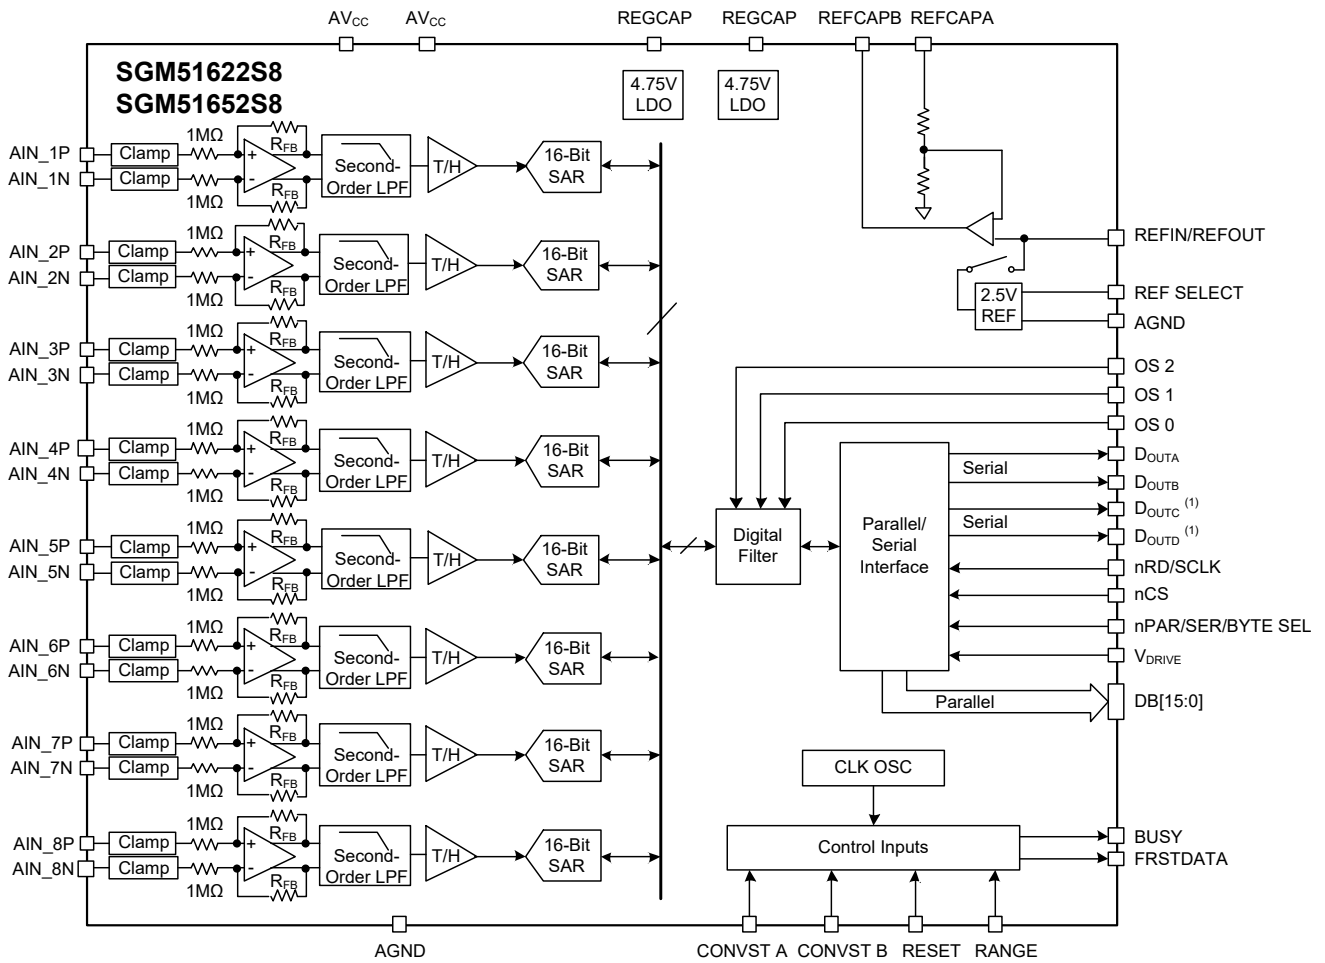 AVCC AVCC REGCAP REGCAP REFCAPB REFCAPA
SGM51622S8
SGM51652S8
4.75V
LDO
4.75V
LDO
AIN_1P
AIN_1N
Clamp
Clamp
1MΩ
1MΩ
+
-
RFB
RFB
Second-
Order LPF
T/H
16-Bit
SAR
AIN_2P
AIN_2N
Clamp
Clamp
1MΩ
1MΩ
+
-
RFB
RFB
Second-
Order LPF
T/H
16-Bit
SAR
AIN_3P
AIN_3N
Clamp
Clamp
1MΩ
1MΩ
+
-
RFB
RFB
Second-
Order LPF
T/H
16-Bit
SAR
AIN_4P
AIN_4N
Clamp
Clamp
1MΩ
1MΩ
+
-
RFB
RFB
Second-
Order LPF
T/H
16-Bit
SAR
AIN_5P
AIN_5N
Clamp
Clamp
1MΩ
1MΩ
+
-
RFB
RFB
Second-
Order LPF
T/H
16-Bit
SAR
AIN_6P
AIN_6N
Clamp
Clamp
1MΩ
1MΩ
+
-
RFB
RFB
Second-
Order LPF
T/H
16-Bit
SAR
AIN_7P
AIN_7N
Clamp
Clamp
1MΩ
1MΩ
+
-
RFB
RFB
Second-
Order LPF
T/H
16-Bit
SAR
AIN_8P
AIN_8N
Clamp
Clamp
1MΩ
1MΩ
+
-
RFB
RFB
Second-
Order LPF
T/H
16-Bit
SAR
2.5V
REF
REFIN/REFOUT
REF SELECT
AGND
OS 2
OS 1
OS 0
Digital
Filter
Parallel/
Serial
Interface
Serial
Serial
Parallel
DOUTA
DOUTB
DOUTC (1)
DOUTD (1)
nRD/SCLK
nCS
nPAR/SER/BYTE SEL
VDRIVE
DB[15:0]
CLK OSC
Control Inputs
BUSY
FRSTDATA
AGND CONVST A CONVST B RESET RANGE